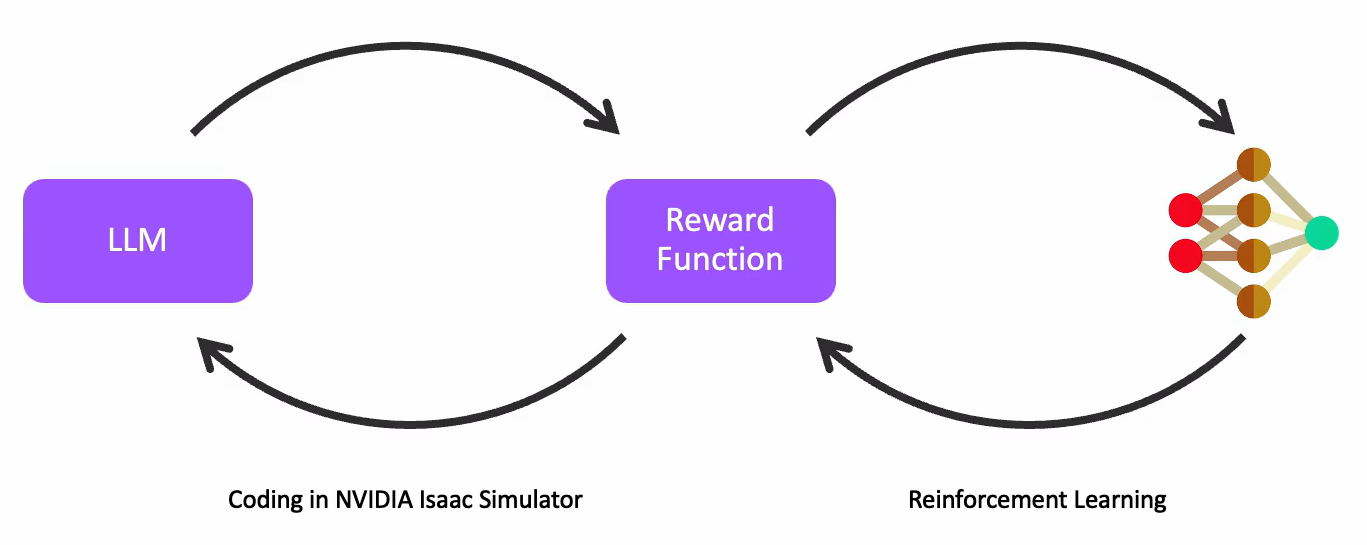 LLM
Reward
Function
Coding in NVIDIA Isaac Simulator
Reinforcement Learning